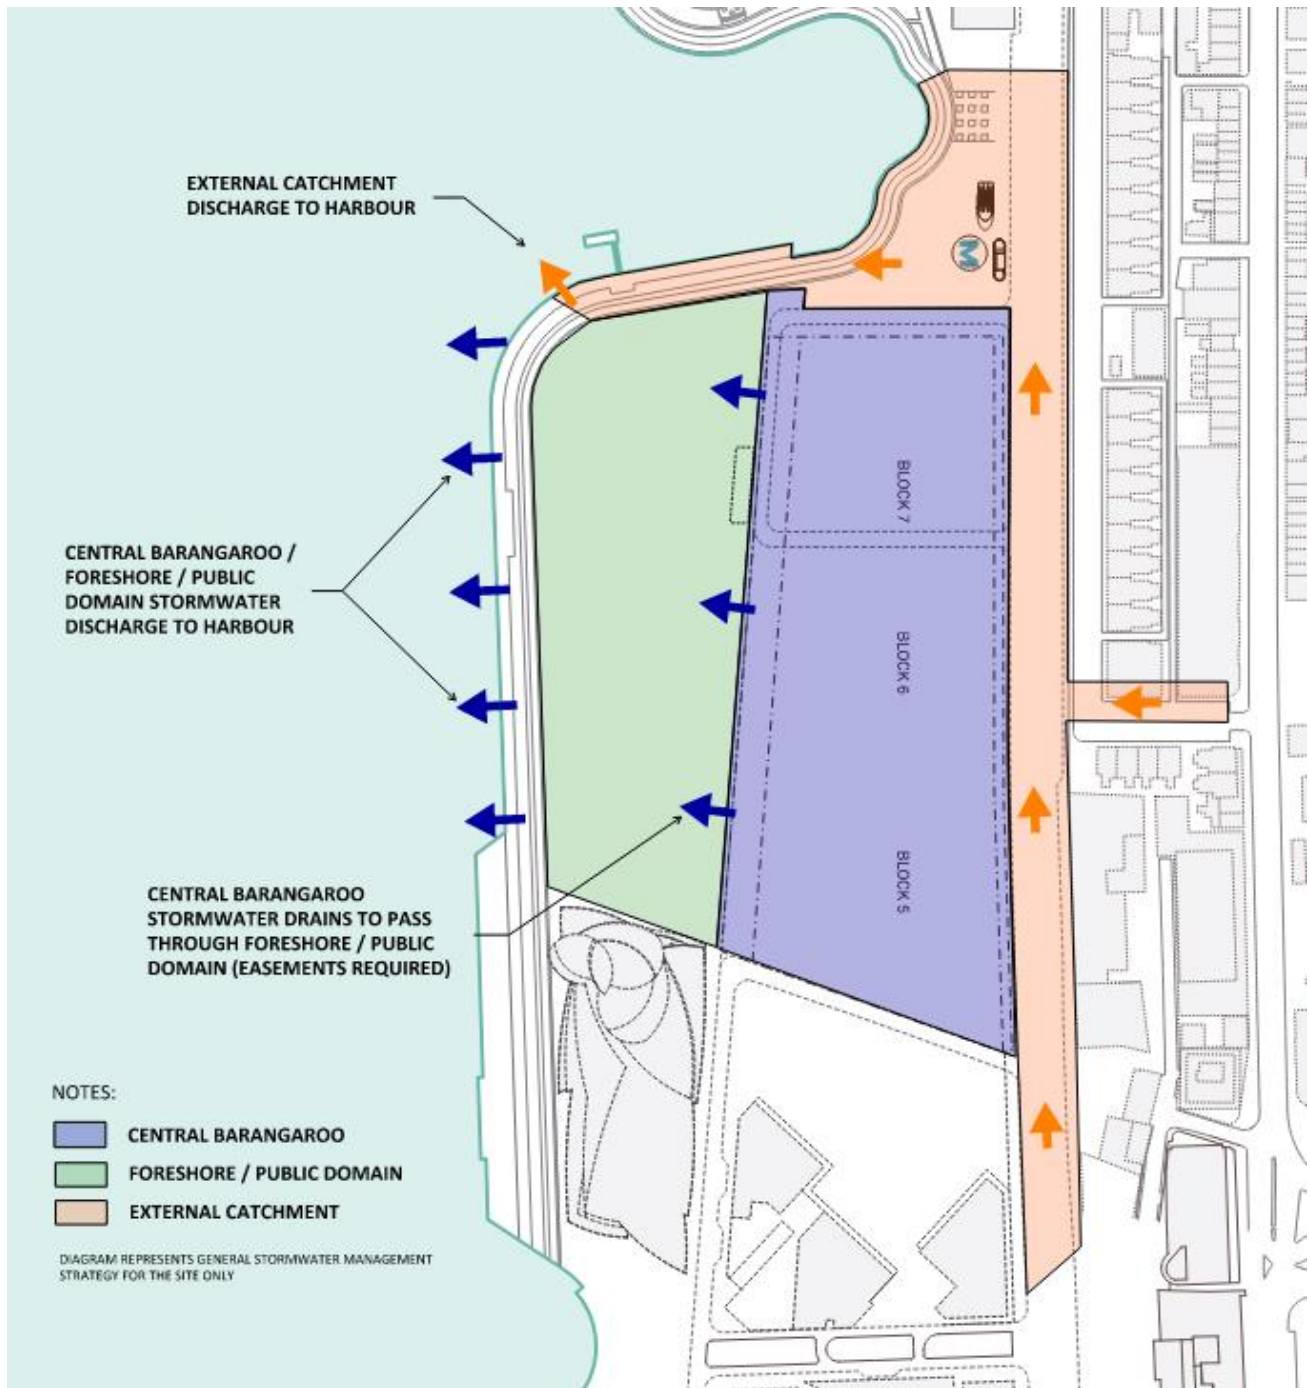 EXTERNAL CATCHMENT
DISCHARGE TO HARBOUR
M
BLOCK 7
CENTRAL BARANGAROO /
FORESHORE / PUBLIC
DOMAIN STORMWATER
DISCHARGE TO HARBOUR
BLOCK 6
BLOCK 5
CENTRAL BARANGAROO
STORMWATER DRAINS TO PASS
THROUGH FORESHORE / PUBLIC
DOMAIN (EASEMENTS REQUIRED)
NOTES:
CENTRAL BARANGAROO
FORESHORE / PUBLIC DOMAIN
EXTERNAL CATCHMENT
DIAGRAM REPRESENTS GENERAL STORMWATER MANAGEMENT
STRATEGY FOR THE SITE ONLY